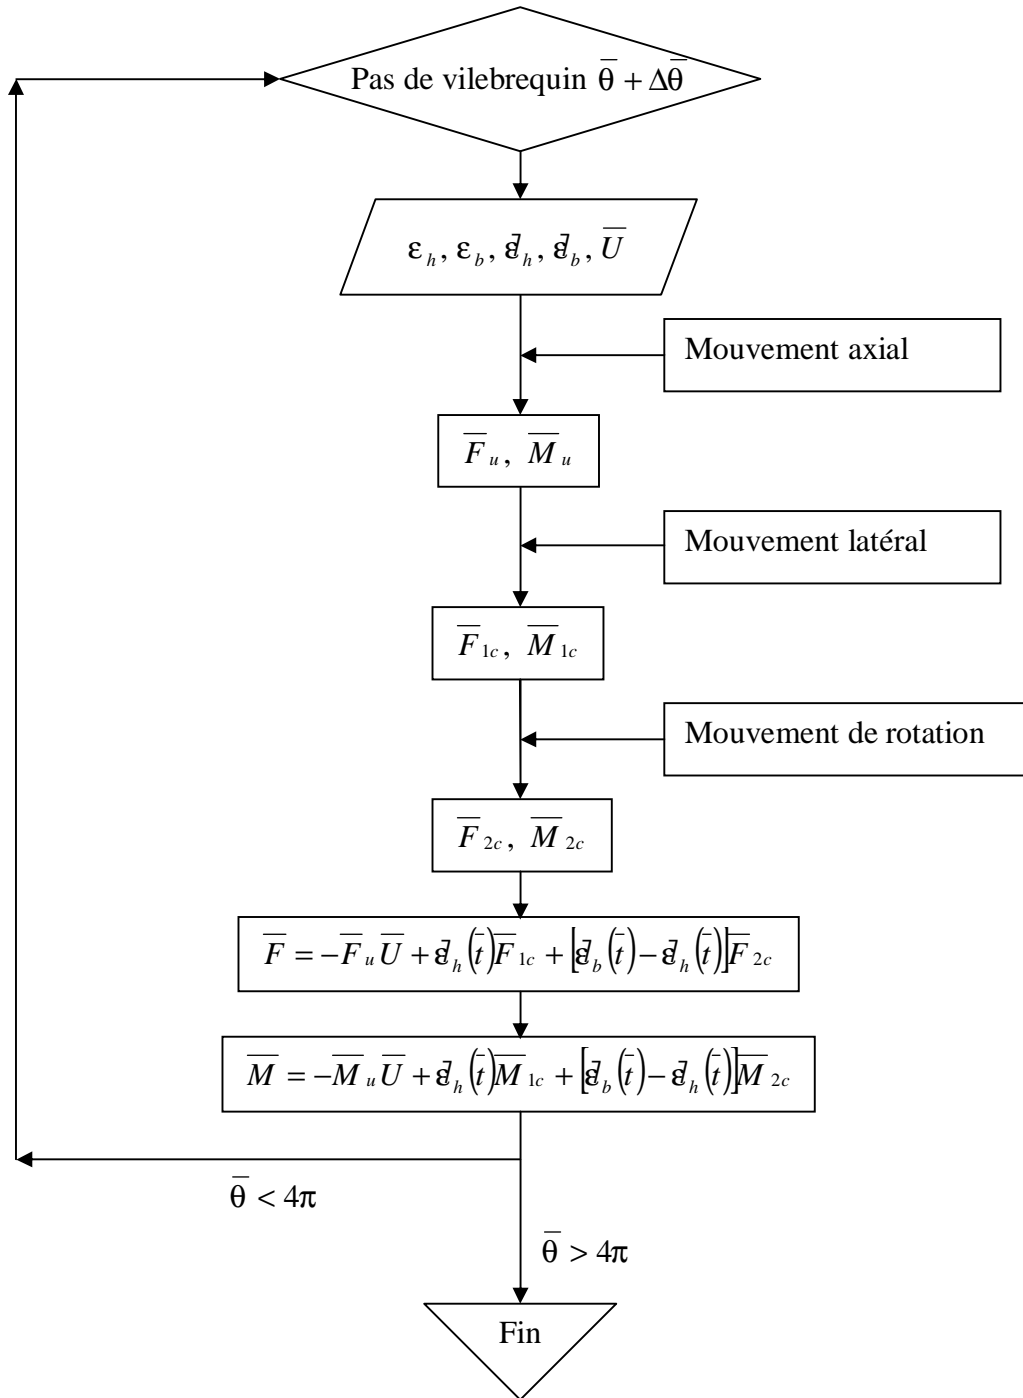 Pas de vilebrequin θ̅ + Δθ̅
ε_h, ε_b, ε̇_h, ε̇_b, U̅
Mouvement axial
F̅_u, M̅_u
Mouvement latéral
F̅_1c, M̅_1c
Mouvement de rotation
F̅_2c, M̅_2c
F̅ = −F̅_u U̅ + ε̇_h(t̅)F̅_1c + [ε̇_b(t̅) − ε̇_h(t̅)]F̅_2c
M̅ = −M̅_u U̅ + ε̇_h(t̅)M̅_1c + [ε̇_b(t̅) − ε̇_h(t̅)]M̅_2c
θ̅ < 4π
θ̅ > 4π
Fin